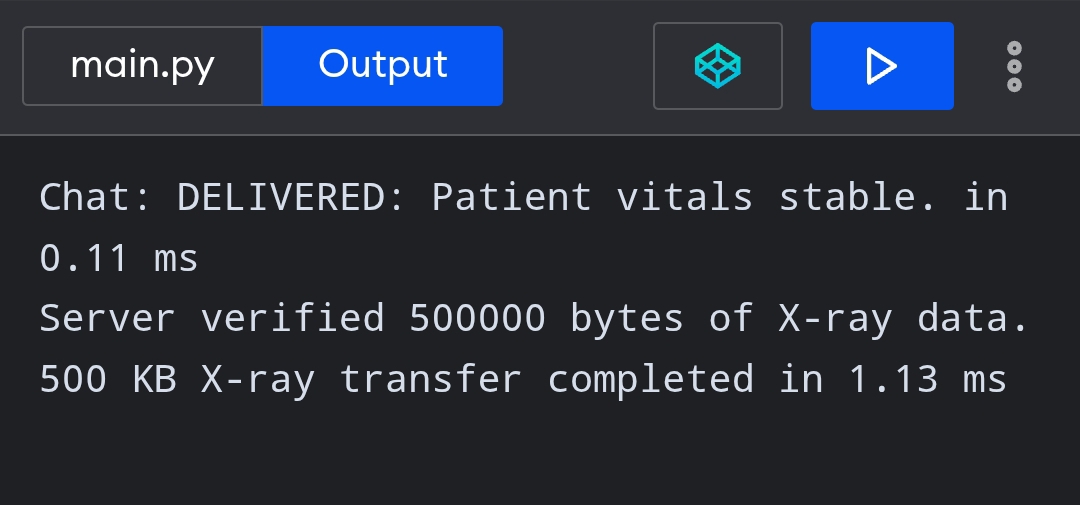 main.py Output
Chat: DELIVERED: Patient vitals stable. in
0.11 ms
Server verified 500000 bytes of X-ray data.
500 KB X-ray transfer completed in 1.13 ms